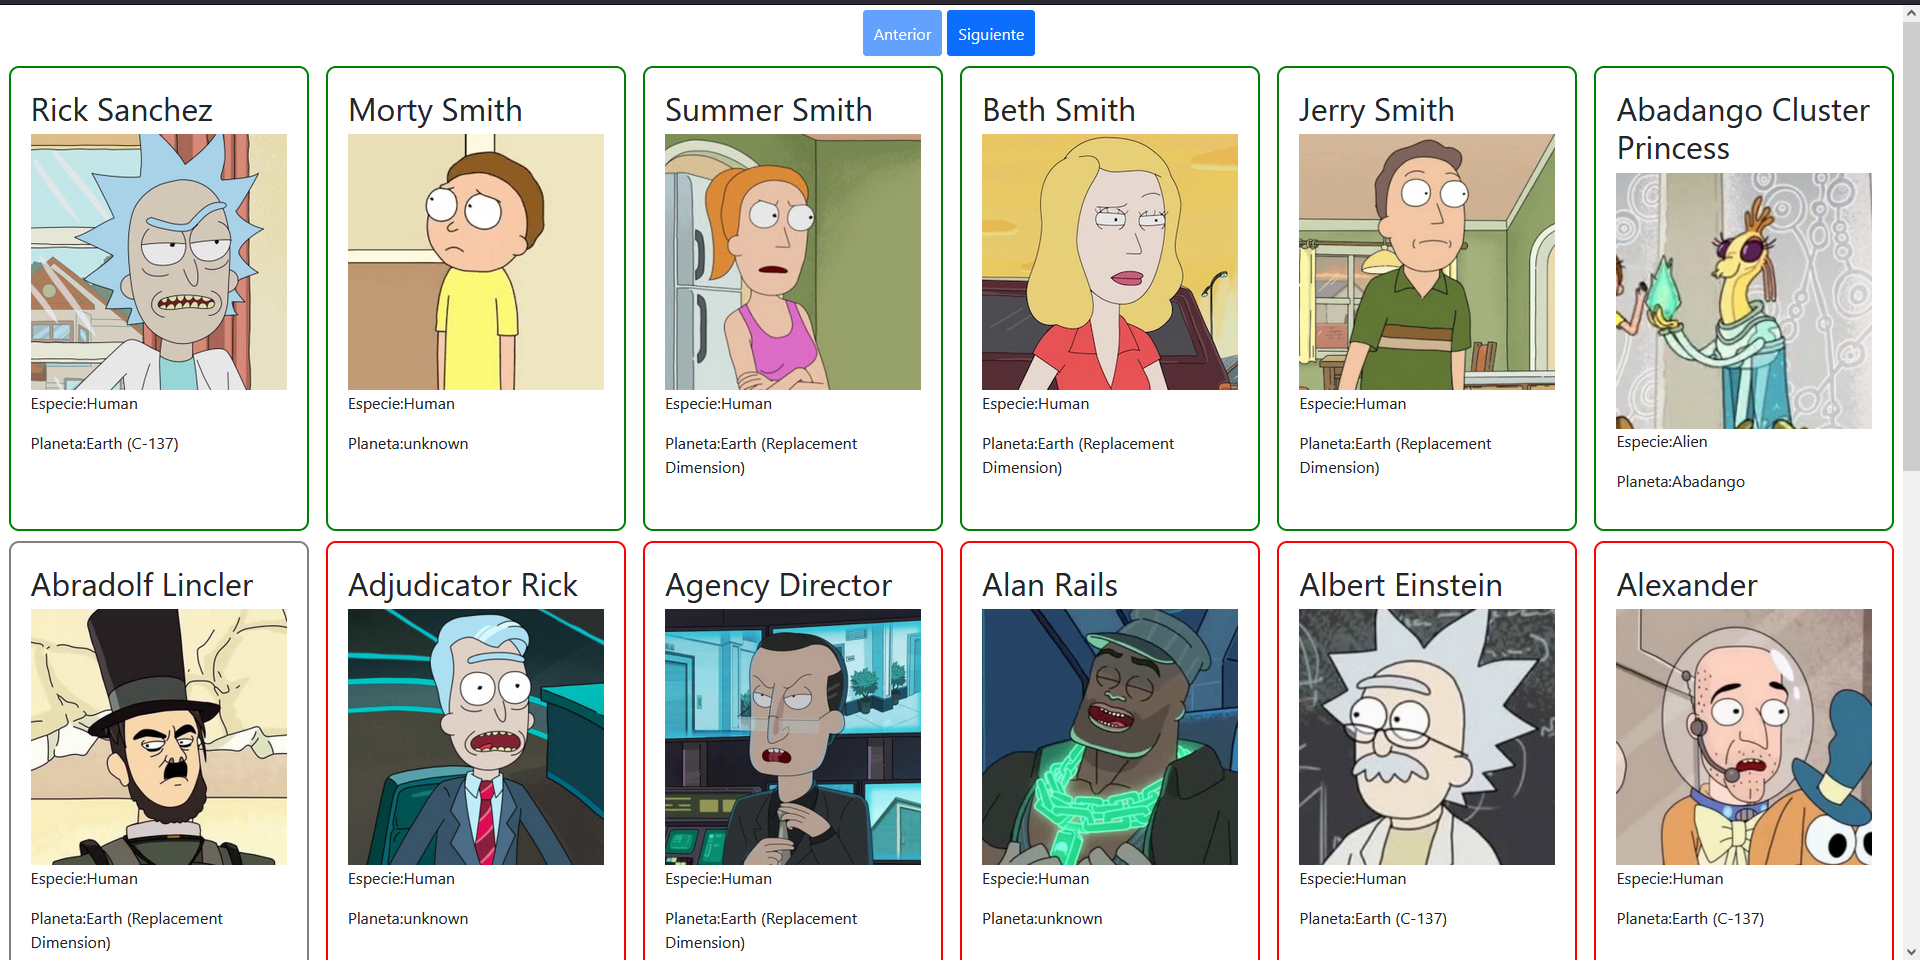 Anterior
Siguiente
Rick Sanchez
Especie:Human
Planeta:Earth (C-137)
Morty Smith
Especie:Human
Planeta:unknown
Summer Smith
Especie:Human
Planeta:Earth (Replacement
Dimension)
Beth Smith
Especie:Human
Planeta:Earth (Replacement
Dimension)
Jerry Smith
Especie:Human
Planeta:Earth (Replacement
Dimension)
Abadango Cluster
Princess
Especie:Alien
Planeta:Abadango
Abradolf Lincler
Especie:Human
Planeta:Earth (Replacement
Dimension)
Adjudicator Rick
Especie:Human
Planeta:unknown
Agency Director
Especie:Human
Planeta:Earth (Replacement
Dimension)
Alan Rails
Especie:Human
Planeta:unknown
Albert Einstein
Especie:Human
Planeta:Earth (C-137)
Alexander
Especie:Human
Planeta:Earth (C-137)